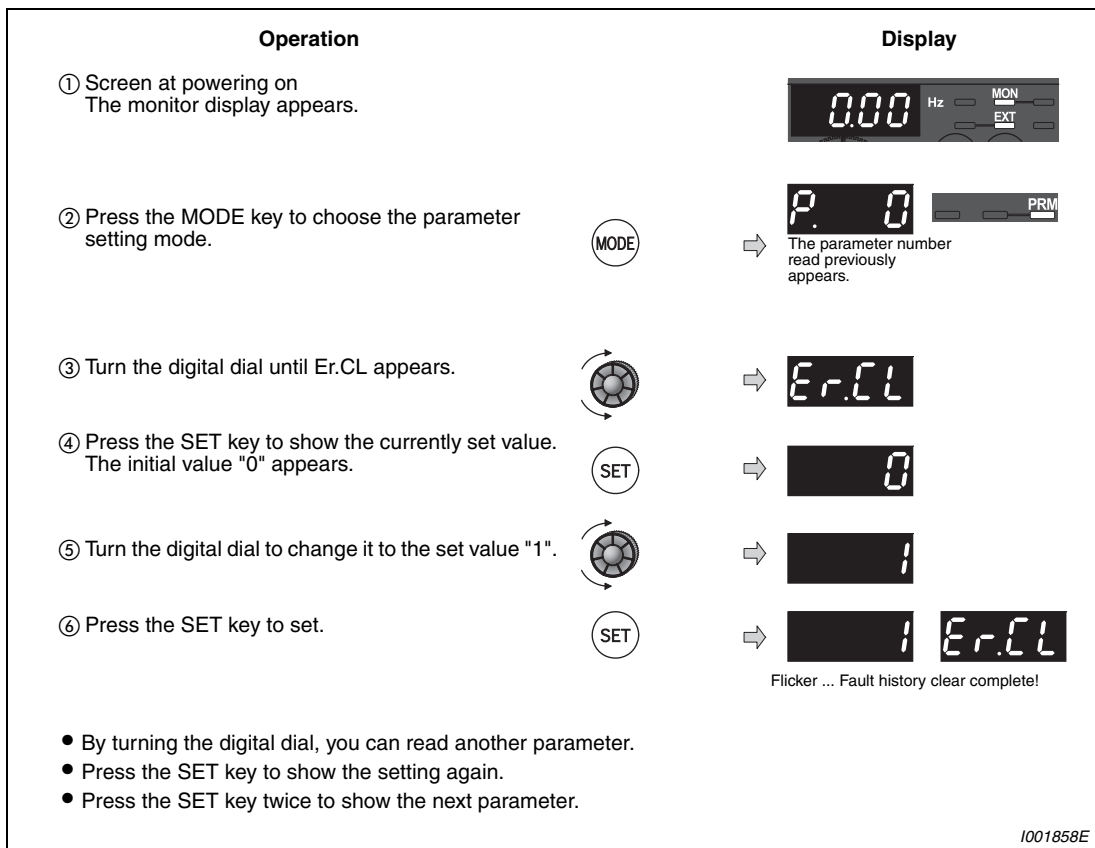 Operation Display
① Screen at powering on
The monitor display appears.
0.00 Hz MON
EXT
② Press the MODE key to choose the parameter
setting mode.
MODE
P. 0 PRM
The parameter number
read previously
appears.
③ Turn the digital dial until Er.CL appears.
Er.CL
④ Press the SET key to show the currently set value.
The initial value "0" appears.
SET
0
⑤ Turn the digital dial to change it to the set value "1".
1
⑥ Press the SET key to set.
SET
1 Er.CL
Flicker ... Fault history clear complete!
● By turning the digital dial, you can read another parameter.
● Press the SET key to show the setting again.
● Press the SET key twice to show the next parameter.
I001858E